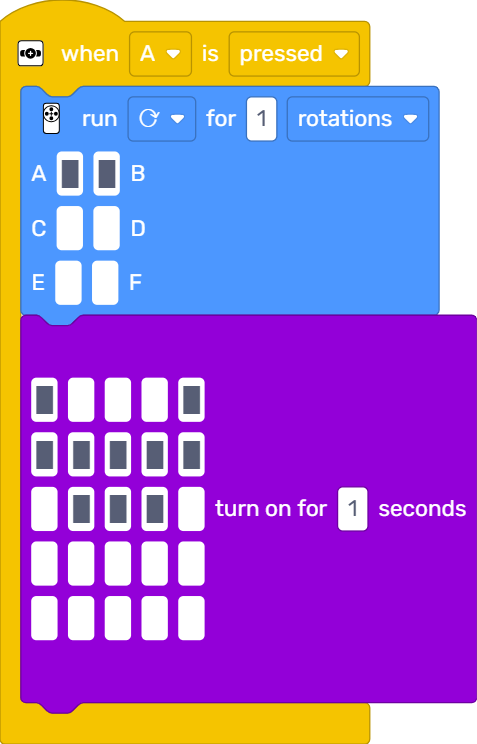 when A is pressed
run for 1 rotations
A B
C D
E F
turn on for 1 seconds